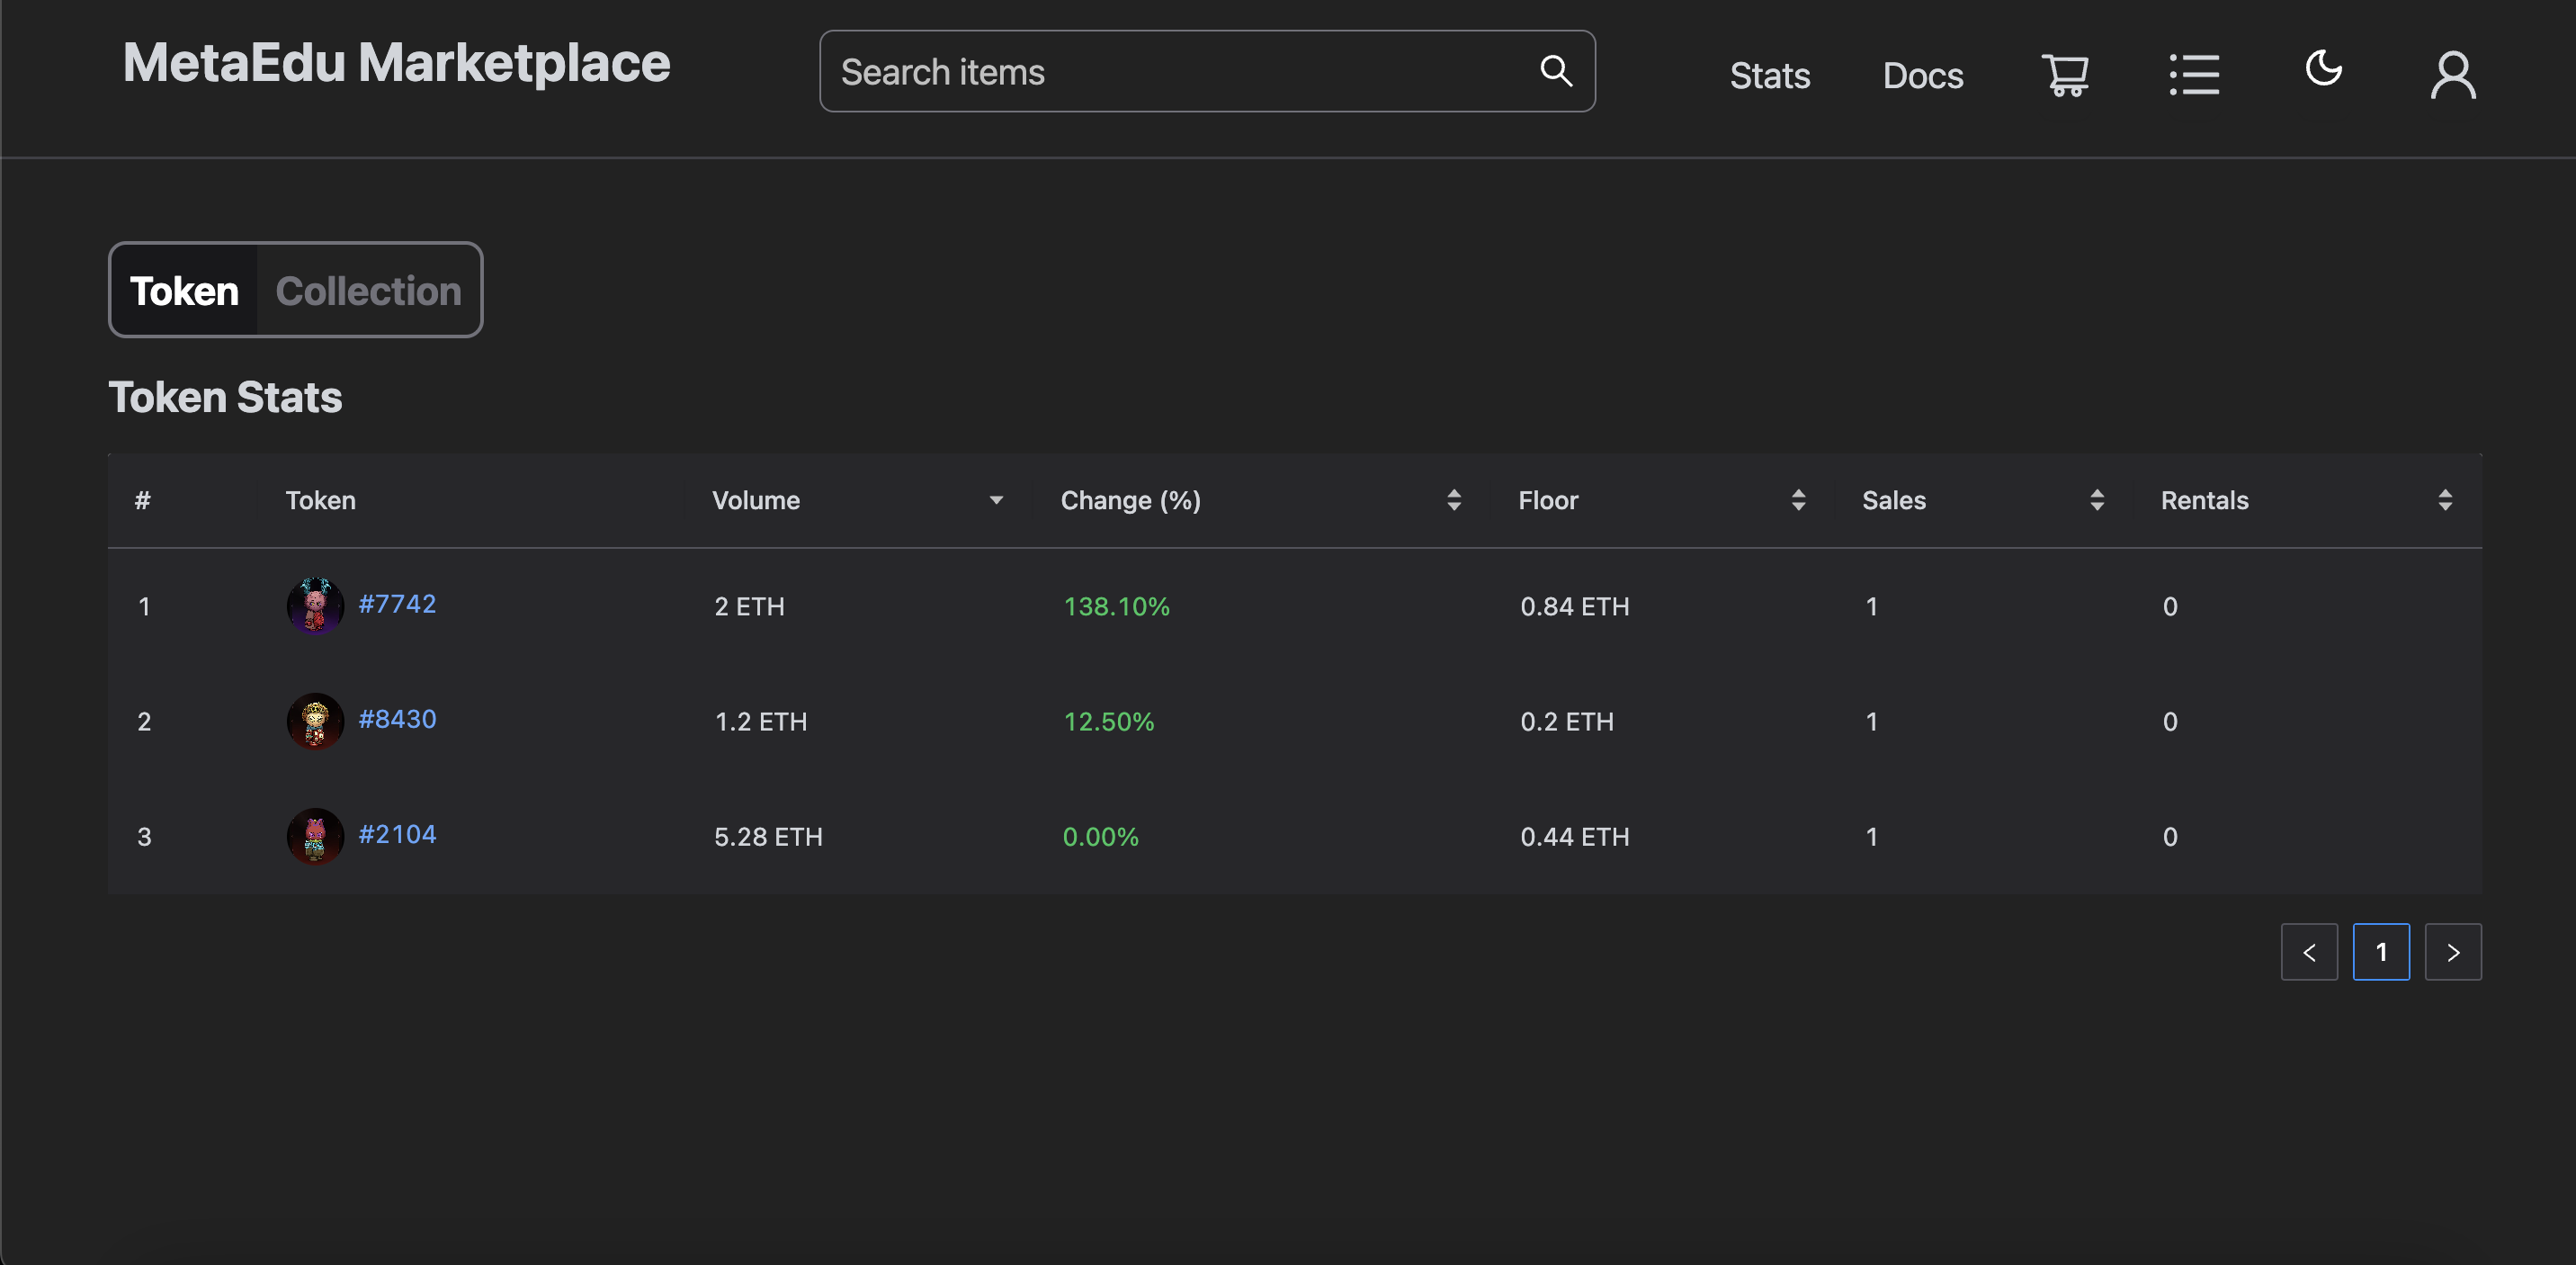 MetaEdu Marketplace
Search items
Stats
Docs
Token
Collection
Token Stats
# Token Volume Change (%) Floor Sales Rentals
1 #7742 2 ETH 138.10% 0.84 ETH 1 0
2 #8430 1.2 ETH 12.50% 0.2 ETH 1 0
3 #2104 5.28 ETH 0.00% 0.44 ETH 1 0
< 1 >